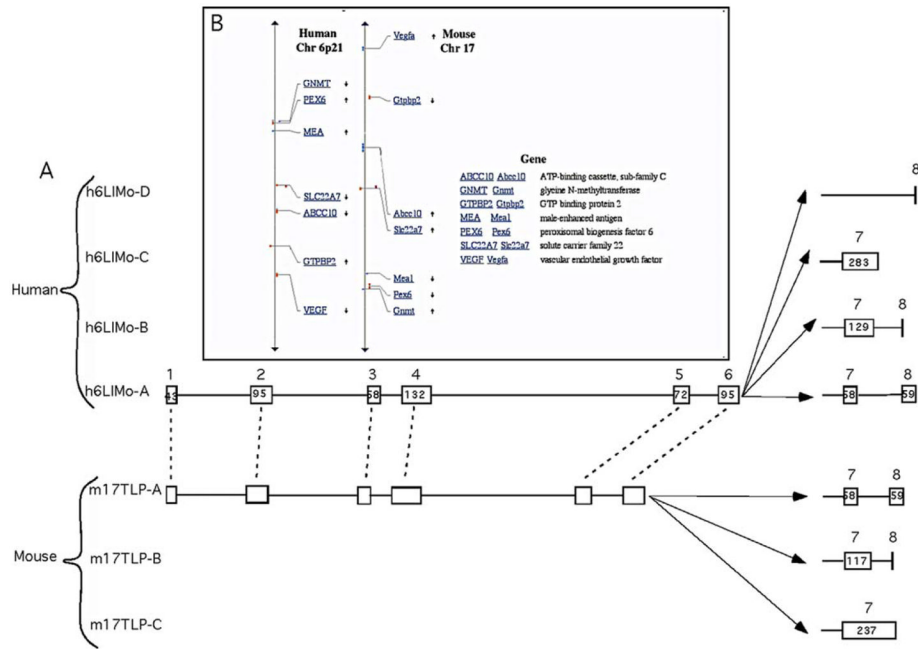 B
Human
Chr 6p21
Mouse
Chr 17
Vegfa ↑
GNMT ↓
PEX6 ↑
Gtpbp2 ↓
MEA ↑
SLC22A7 ↓
ABCC10 ↓
Abcc10 ↑
Slc22a7 ↑
GTPBP2 ↑
Mea1 ↓
Pex6 ↓
VEGF ↓
Gnmt ↑
Gene
ABCC10 Abcc10 ATP-binding cassette, sub-family C
GNMT Gnmt glycine N-methyltransferase
GTPBP2 Gtpbp2 GTP binding protein 2
MEA Mea1 male-enhanced antigen
PEX6 Pex6 peroxisomal biogenesis factor 6
SLC22A7 Slc22a7 solute carrier family 22
VEGF Vegfa vascular endothelial growth factor
A
Human
h6LIMo-D
8
h6LIMo-C
7
283
h6LIMo-B
7 8
129
h6LIMo-A
1 2 3 4 5 6 7 8
43 95 58 132 72 95 58 59
Mouse
m17TLP-A
7 8
58 59
m17TLP-B
7 8
117
m17TLP-C
7
237